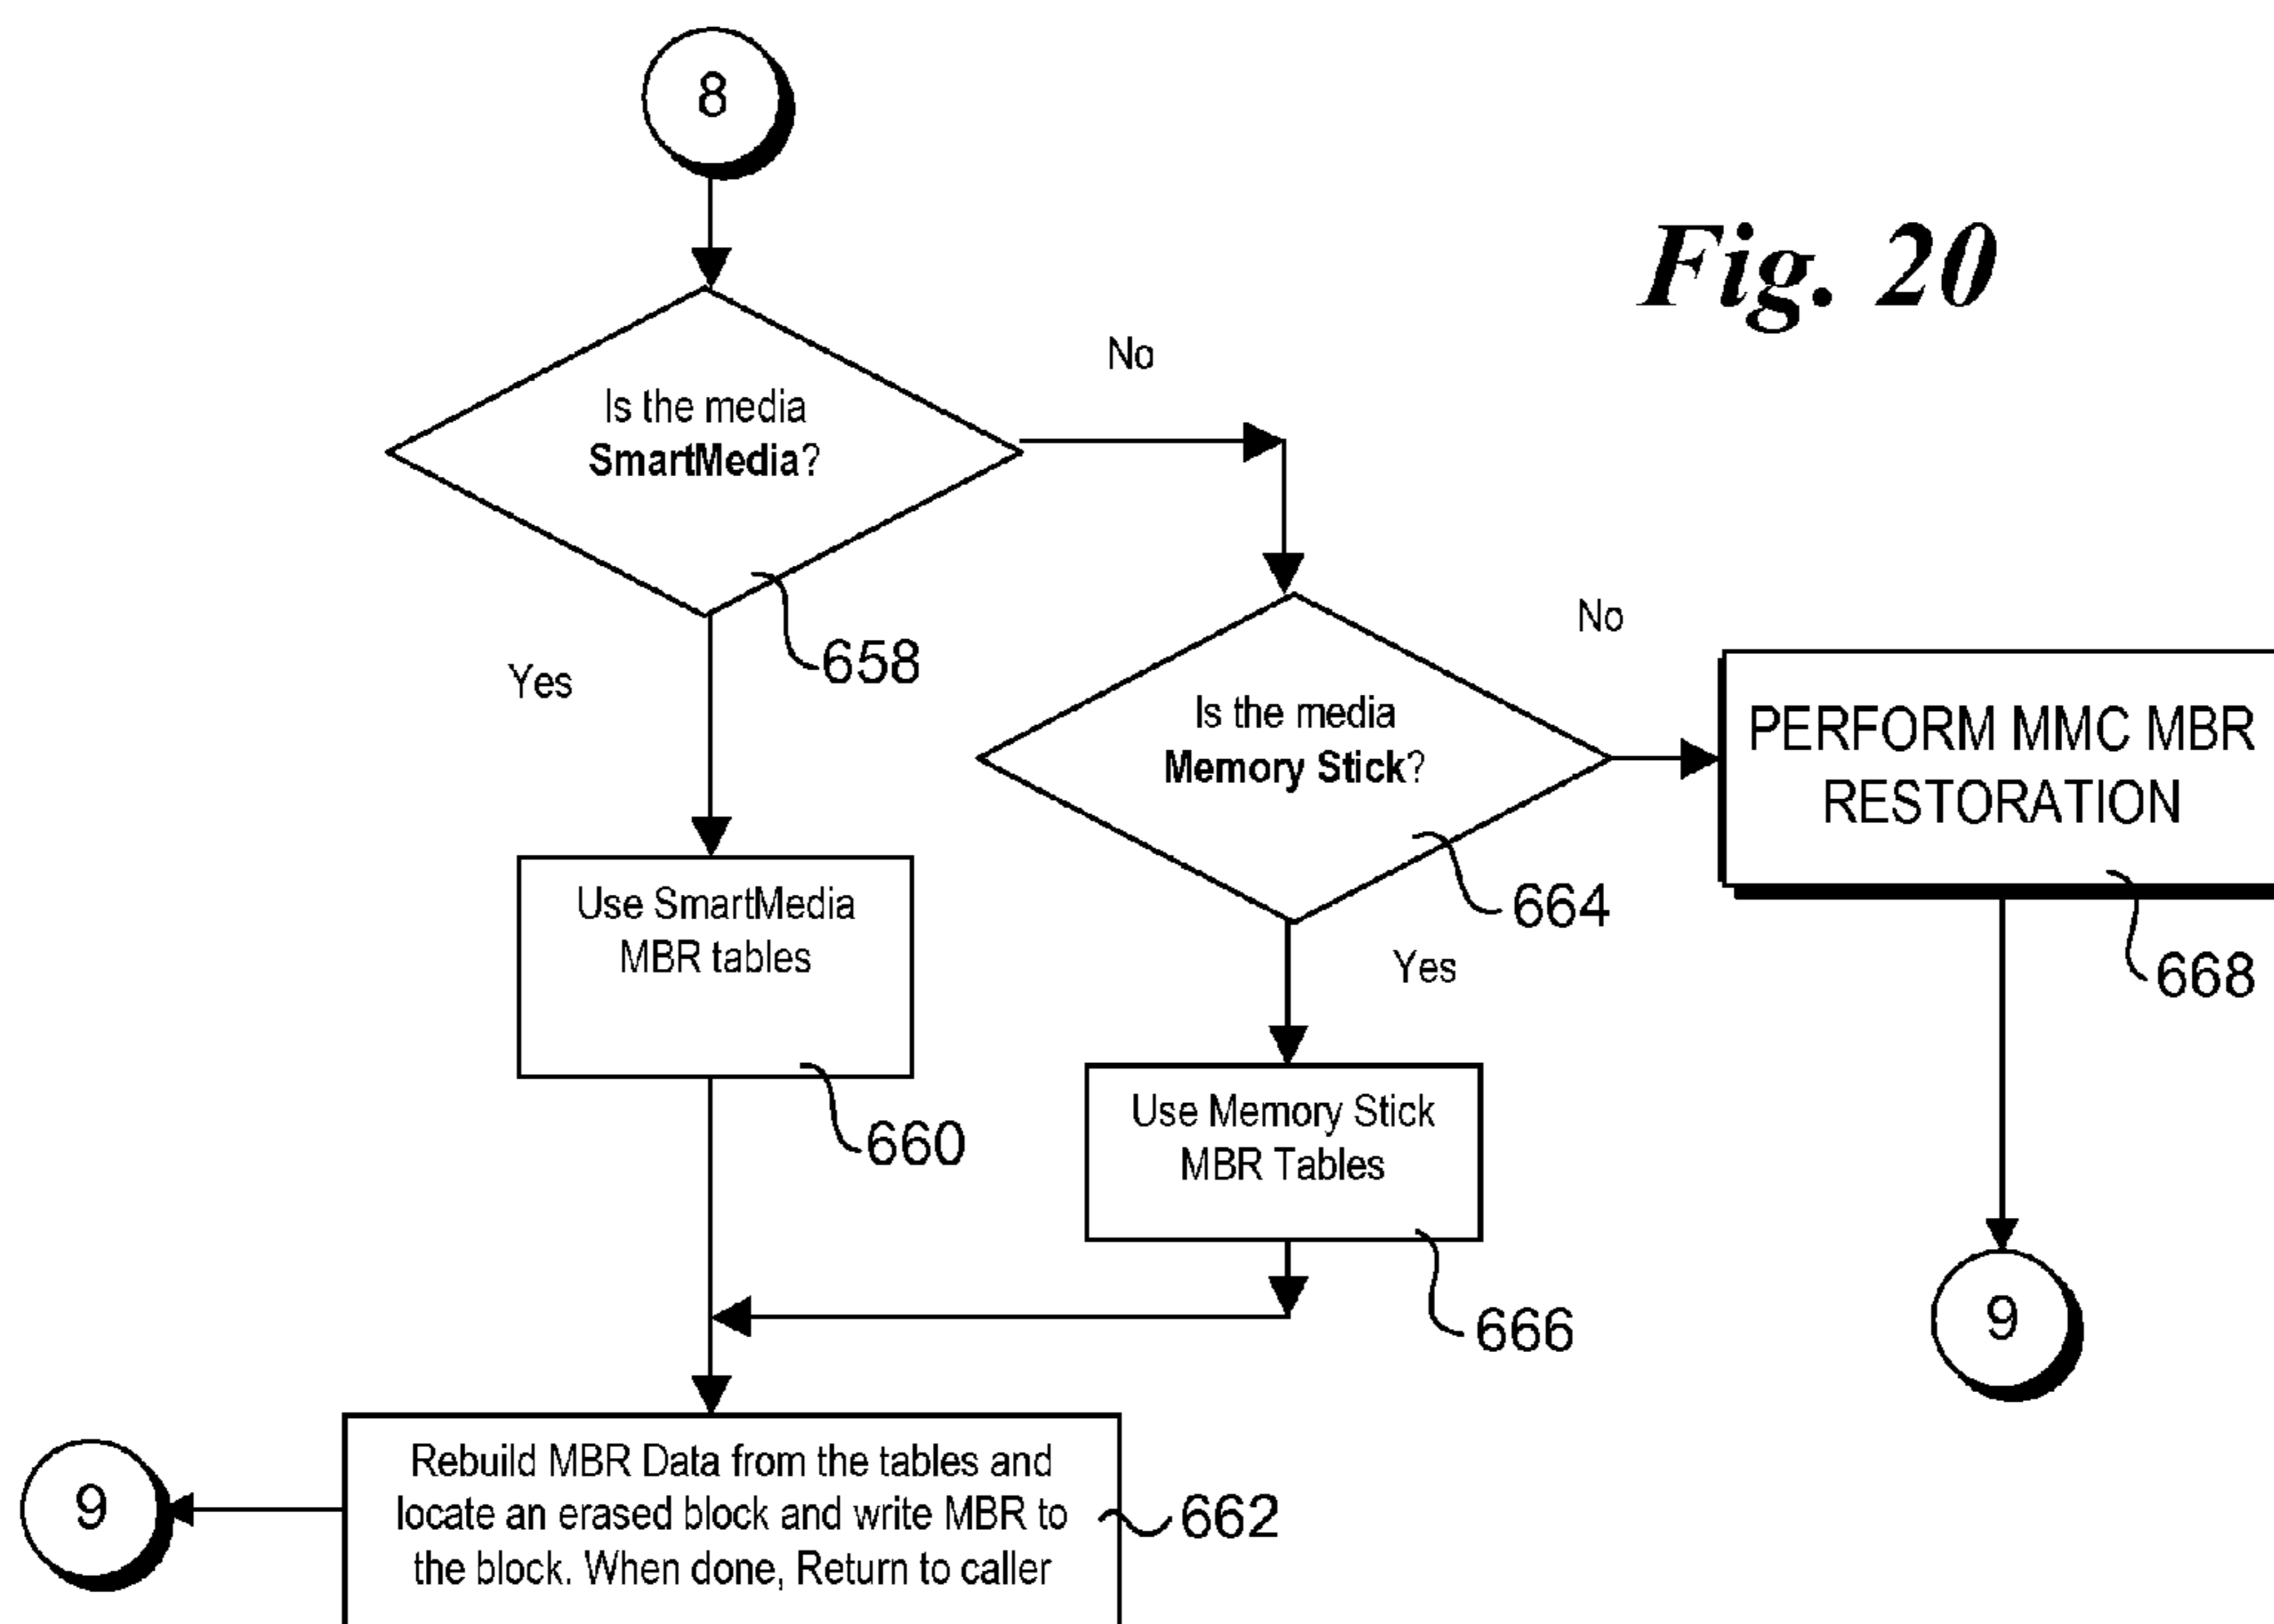 8
Fig. 20
No
Is the media
SmartMedia?
658
Yes
No
Is the media
Memory Stick?
664
PERFORM MMC MBR
RESTORATION
668
Yes
Use SmartMedia
MBR tables
660
Use Memory Stick
MBR Tables
666
9
9
Rebuild MBR Data from the tables and
locate an erased block and write MBR to
the block. When done, Return to caller
662